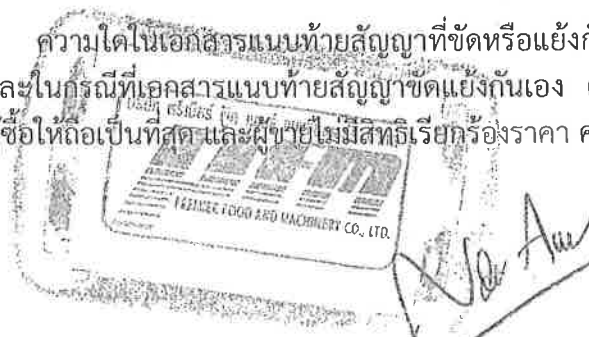 ความใดในเอกสารแนบท้ายสัญญาที่ขัดหรือแย้งกั
ละในกรณีที่เอกสารแนบท้ายสัญญาขัดแย้งกันเอง
ซื้อให้ถือเป็นที่สุด และผู้ขายไม่มีสิทธิเรียกร้องราคา ค
บริษัท
FOOD AND MACHINERY CO., LTD.